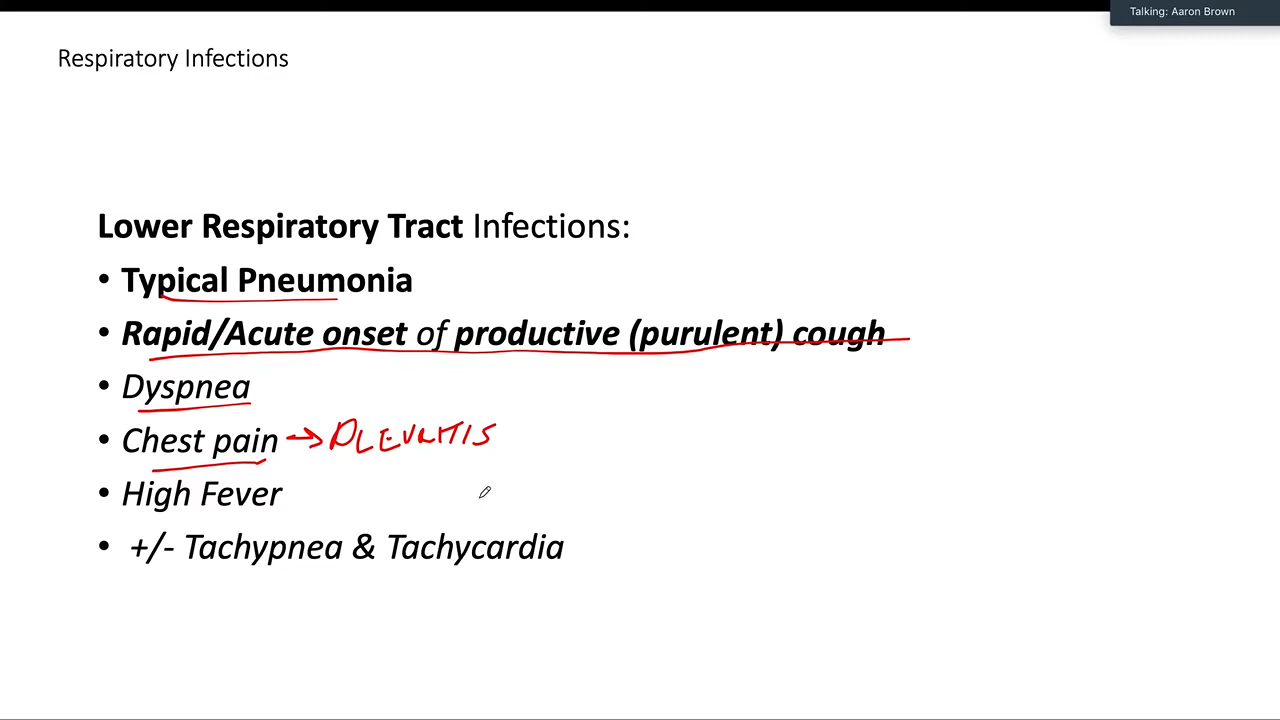 Talking: Aaron Brown
Respiratory Infections
Lower Respiratory Tract Infections:
• Typical Pneumonia
• Rapid/Acute onset of productive (purulent) cough
• Dyspnea
• Chest pain → PLEURITIS
• High Fever
• +/- Tachypnea & Tachycardia